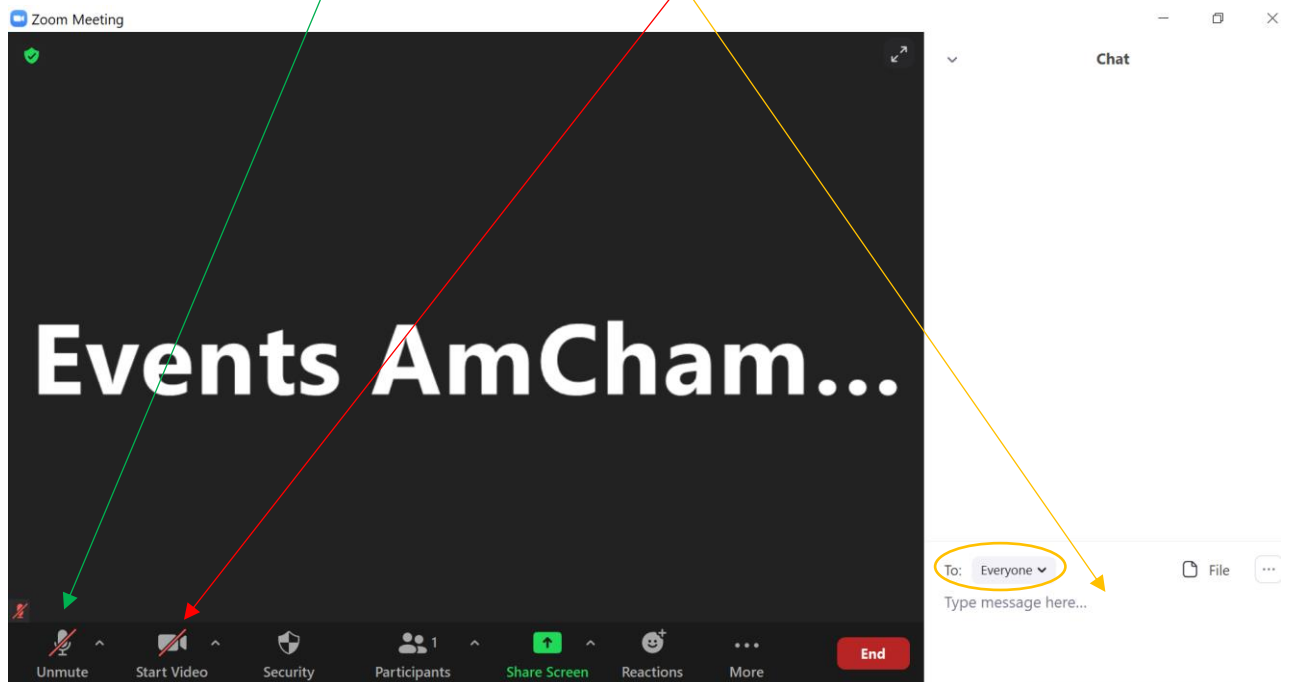 Zoom Meeting
Chat
Events AmCham...
To: Everyone
File
Type message here...
1
Unmute
Start Video
Security
Participants
Share Screen
Reactions
More
End